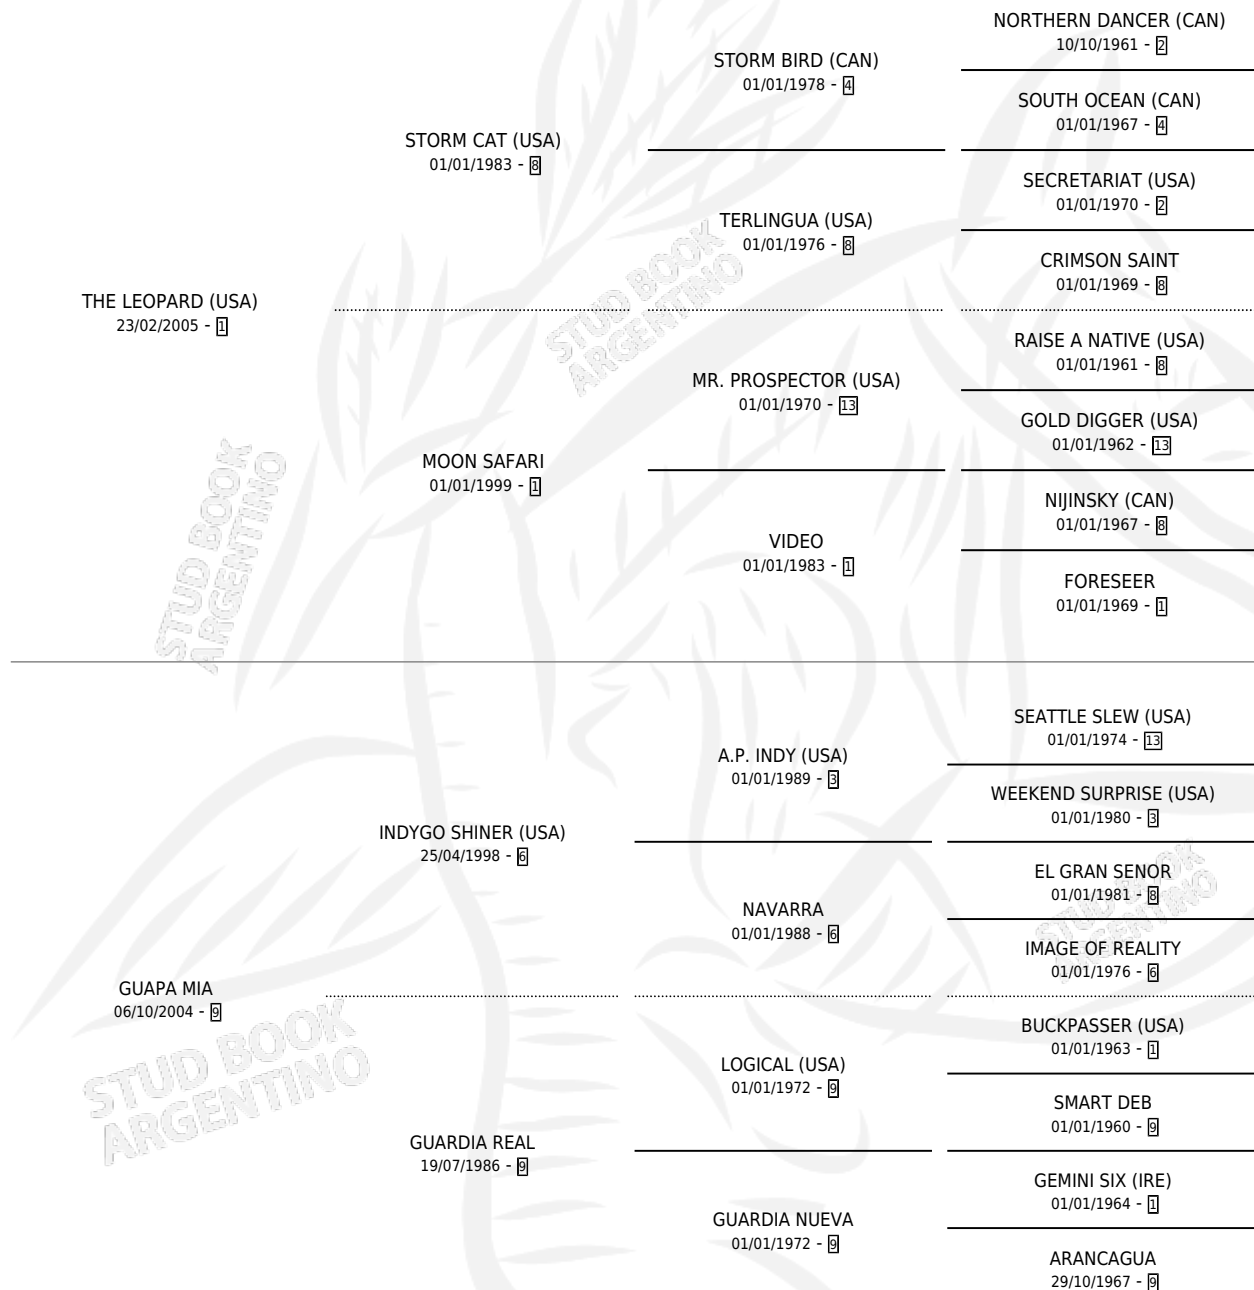 NORTHERN DANCER (CAN)
10/10/1961 - 2
STORM BIRD (CAN)
01/01/1978 - 4
SOUTH OCEAN (CAN)
01/01/1967 - 4
STORM CAT (USA)
01/01/1983 - 8
SECRETARIAT (USA)
01/01/1970 - 2
TERLINGUA (USA)
01/01/1976 - 8
CRIMSON SAINT
01/01/1969 - 8
THE LEOPARD (USA)
23/02/2005 - 1
RAISE A NATIVE (USA)
01/01/1961 - 8
MR. PROSPECTOR (USA)
01/01/1970 - 13
GOLD DIGGER (USA)
01/01/1962 - 13
MOON SAFARI
01/01/1999 - 1
NIJINSKY (CAN)
01/01/1967 - 8
VIDEO
01/01/1983 - 1
FORESEER
01/01/1969 - 1
SEATTLE SLEW (USA)
01/01/1974 - 13
A.P. INDY (USA)
01/01/1989 - 3
WEEKEND SURPRISE (USA)
01/01/1980 - 3
INDYGO SHINER (USA)
25/04/1998 - 6
EL GRAN SENOR
01/01/1981 - 8
NAVARRA
01/01/1988 - 6
IMAGE OF REALITY
01/01/1976 - 6
GUAPA MIA
06/10/2004 - 9
BUCKPASSER (USA)
01/01/1963 - 1
LOGICAL (USA)
01/01/1972 - 9
SMART DEB
01/01/1960 - 9
GUARDIA REAL
19/07/1986 - 9
GEMINI SIX (IRE)
01/01/1964 - 1
GUARDIA NUEVA
01/01/1972 - 9
ARANCAGUA
29/10/1967 - 9
STUD BOOK
ARGENTINO
STUD BOOK
ARGENTINO
STUD BOOK
ARGENTINO
STUD BOOK
ARGENTINO